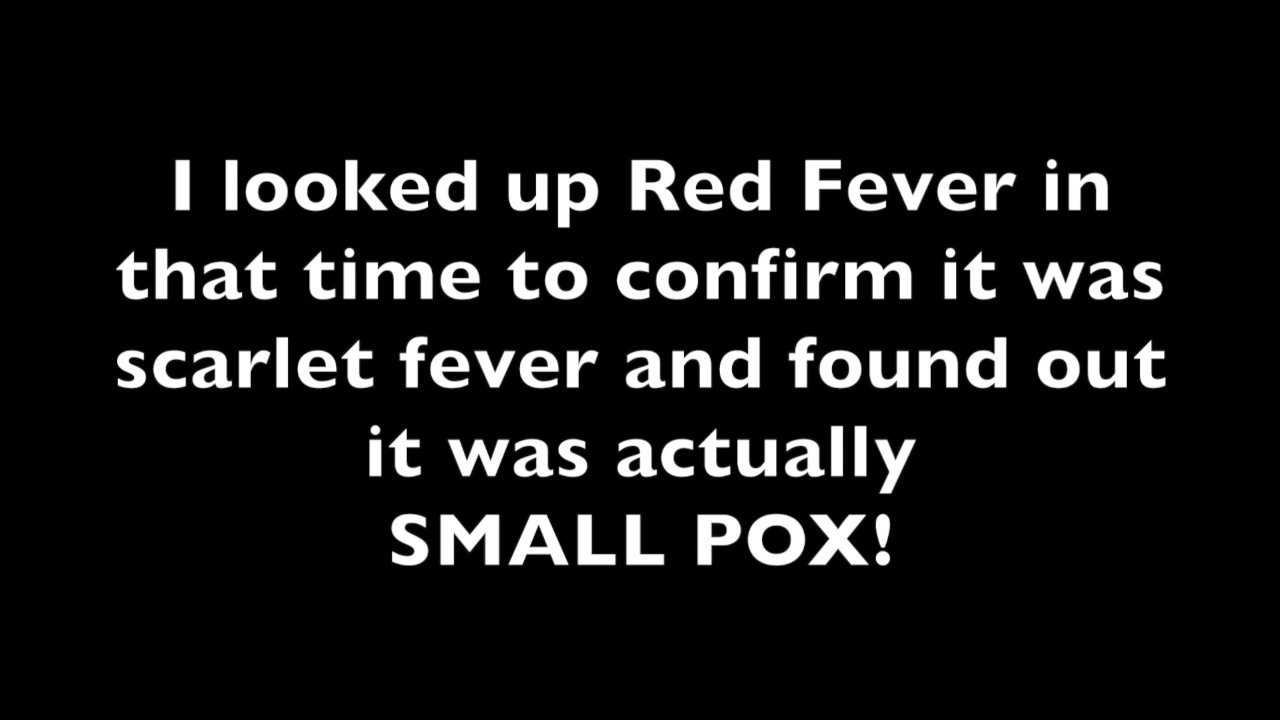 I looked up Red Fever in
that time to confirm it was
scarlet fever and found out
it was actually
SMALL POX!